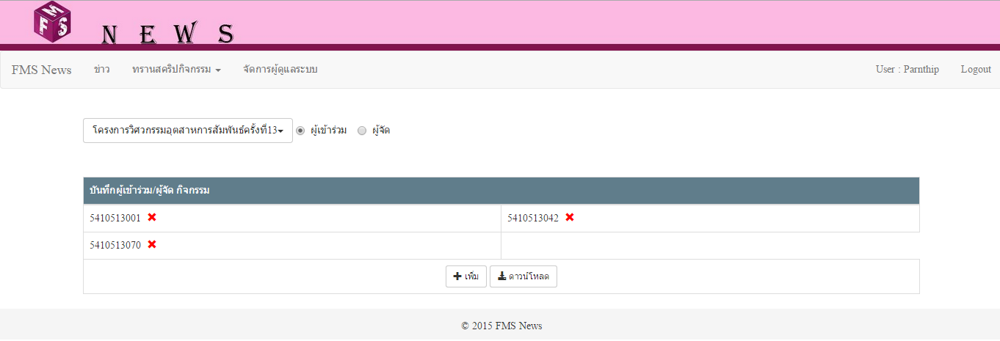 FMS
N E W S
FMS News ข่าว ทรานสคริปกิจกรรม จัดการผู้ดูแลระบบ User : Parnthip Logout
โครงการวิศวกรรมอุตสาหการสัมพันธ์ครั้งที่13 ผู้เข้าร่วม ผู้จัด
บันทึกผู้เข้าร่วม/ผู้จัด กิจกรรม
5410513001 5410513042
5410513070
เพิ่ม ดาวน์โหลด
© 2015 FMS News